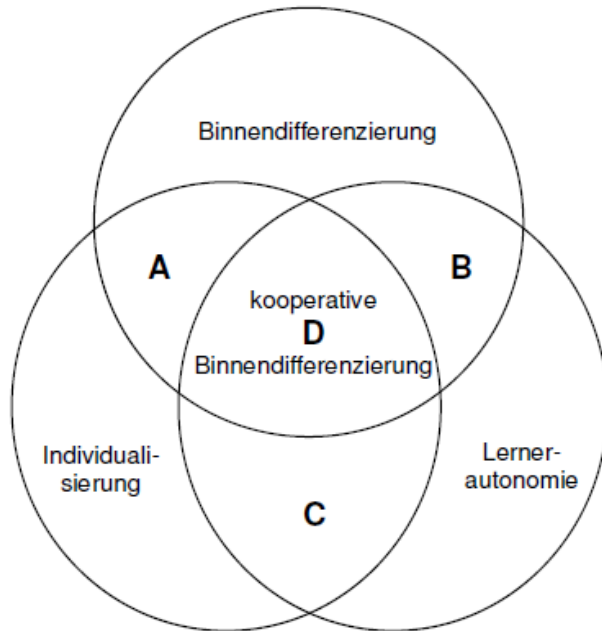 Binnendifferenzierung
A
B
kooperative
D
Binnendifferenzierung
Individuali-
sierung
Lerner-
autonomie
C